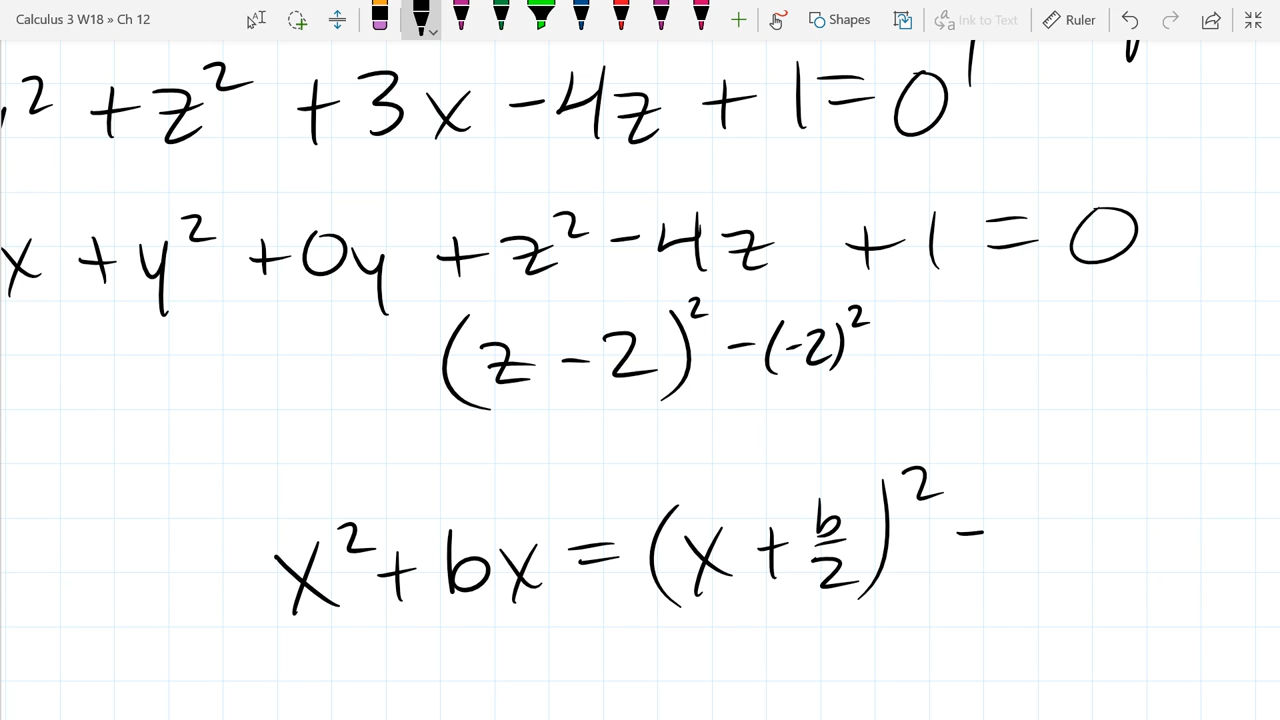 Calculus 3 W18 » Ch 12
Shapes
Ink to Text
Ruler
² + z² + 3x - 4z + 1 = 0
x + y² + 0y + z² - 4z + 1 = 0
(z - 2)² - (-2)²
x² + bx = (x + b/2)² -